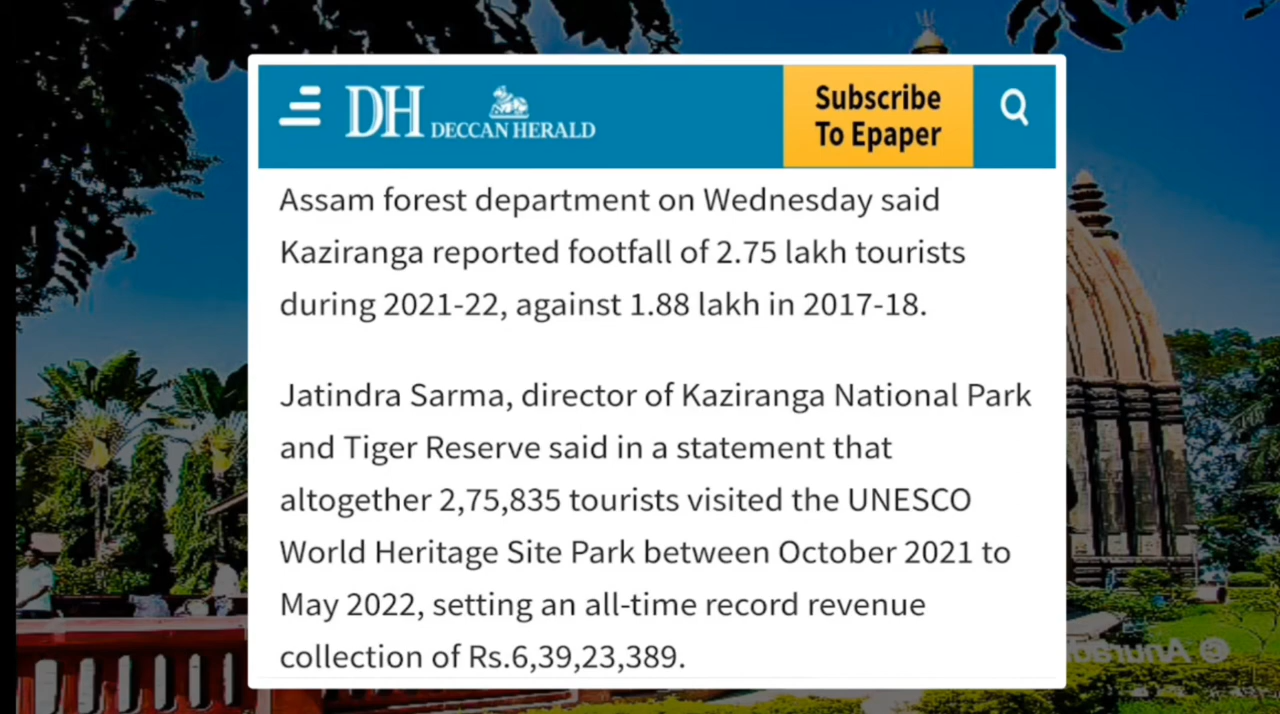 DH DECCAN HERALD
Subscribe
To Epaper
Assam forest department on Wednesday said
Kaziranga reported footfall of 2.75 lakh tourists
during 2021-22, against 1.88 lakh in 2017-18.
Jatindra Sarma, director of Kaziranga National Park
and Tiger Reserve said in a statement that
altogether 2,75,835 tourists visited the UNESCO
World Heritage Site Park between October 2021 to
May 2022, setting an all-time record revenue
collection of Rs.6,39,23,389.